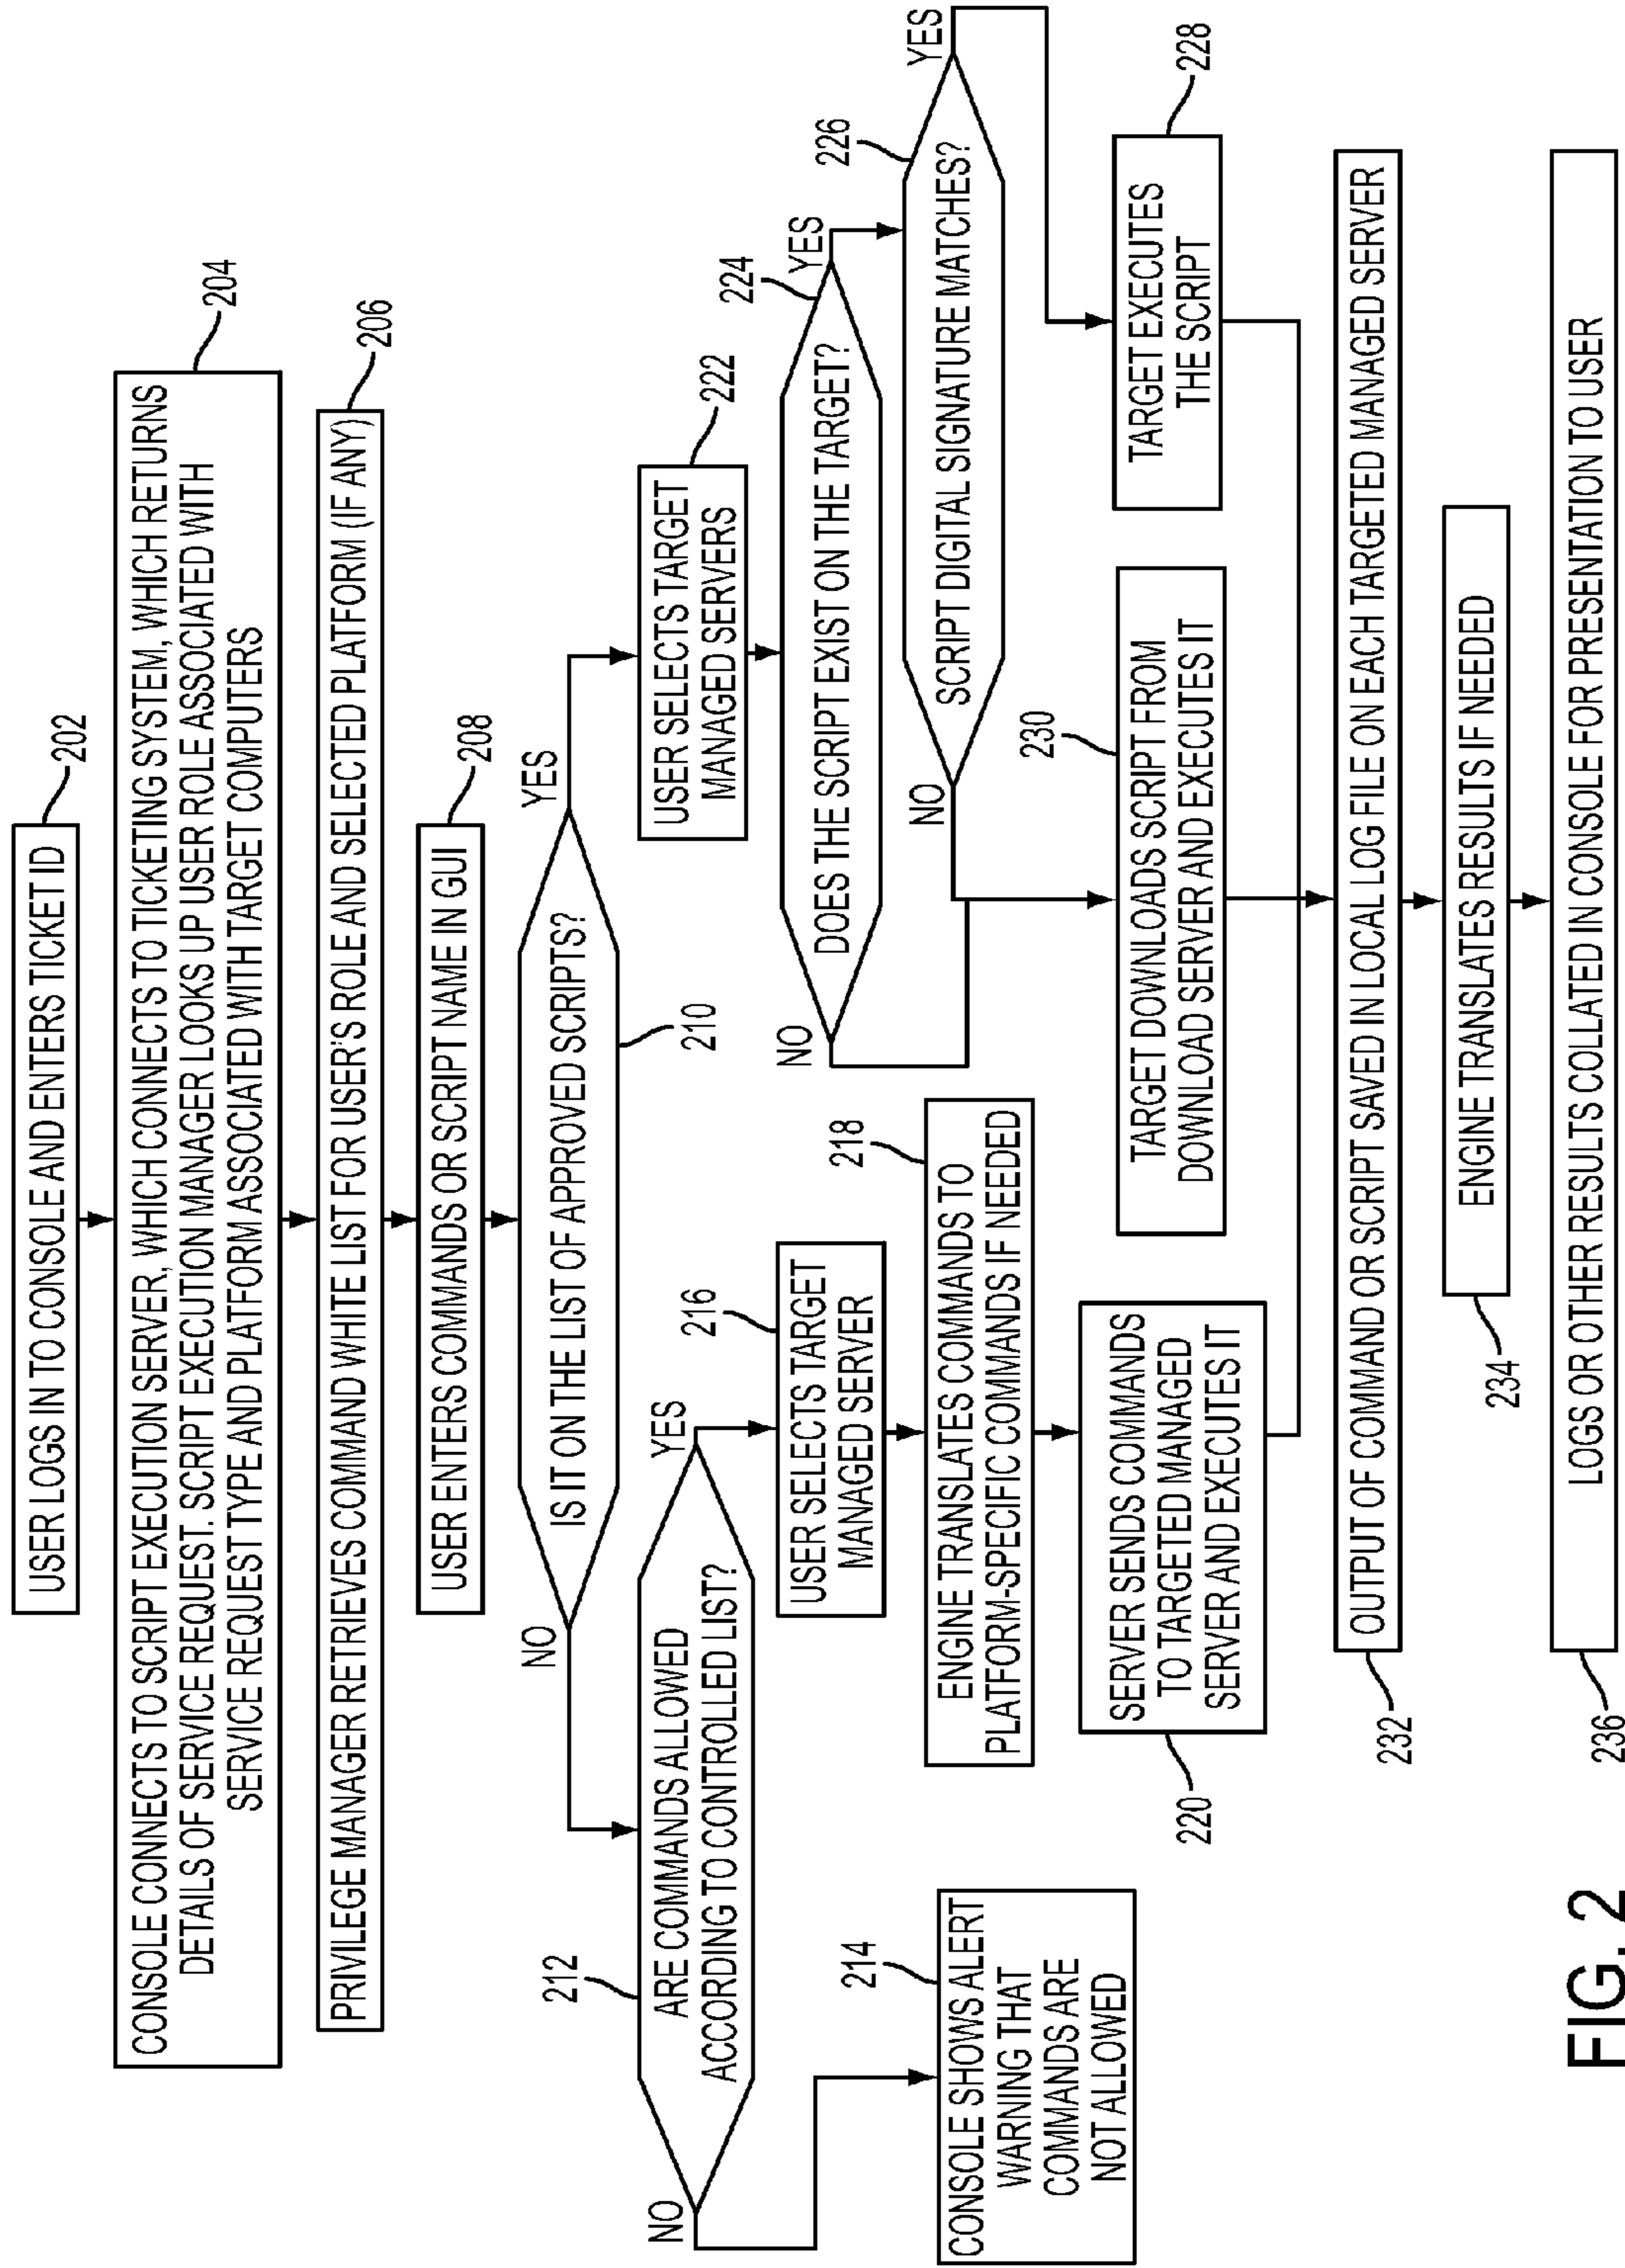 USER LOGS IN TO CONSOLE AND ENTERS TICKET ID
202
CONSOLE CONNECTS TO SCRIPT EXECUTION SERVER, WHICH CONNECTS TO TICKETING SYSTEM, WHICH RETURNS
DETAILS OF SERVICE REQUEST. SCRIPT EXECUTION MANAGER LOOKS UP USER ROLE ASSOCIATED WITH
SERVICE REQUEST TYPE AND PLATFORM ASSOCIATED WITH TARGET COMPUTERS
204
PRIVILEGE MANAGER RETRIEVES COMMAND WHITE LIST FOR USER'S ROLE AND SELECTED PLATFORM (IF ANY)
206
USER ENTERS COMMANDS OR SCRIPT NAME IN GUI
208
IS IT ON THE LIST OF APPROVED SCRIPTS?
210
NO
YES
212
ARE COMMANDS ALLOWED
ACCORDING TO CONTROLLED LIST?
NO
YES
214
CONSOLE SHOWS ALERT
WARNING THAT
COMMANDS ARE
NOT ALLOWED
216
USER SELECTS TARGET
MANAGED SERVER
218
ENGINE TRANSLATES COMMANDS TO
PLATFORM-SPECIFIC COMMANDS IF NEEDED
SERVER SENDS COMMANDS
TO TARGETED MANAGED
SERVER AND EXECUTES IT
220
USER SELECTS TARGET
MANAGED SERVERS
222
DOES THE SCRIPT EXIST ON THE TARGET?
224
NO
YES
SCRIPT DIGITAL SIGNATURE MATCHES?
226
NO
YES
TARGET EXECUTES
THE SCRIPT
228
230
TARGET DOWNLOADS SCRIPT FROM
DOWNLOAD SERVER AND EXECUTES IT
OUTPUT OF COMMAND OR SCRIPT SAVED IN LOCAL LOG FILE ON EACH TARGETED MANAGED SERVER
232
ENGINE TRANSLATES RESULTS IF NEEDED
234
LOGS OR OTHER RESULTS COLLATED IN CONSOLE FOR PRESENTATION TO USER
236
FIG. 2